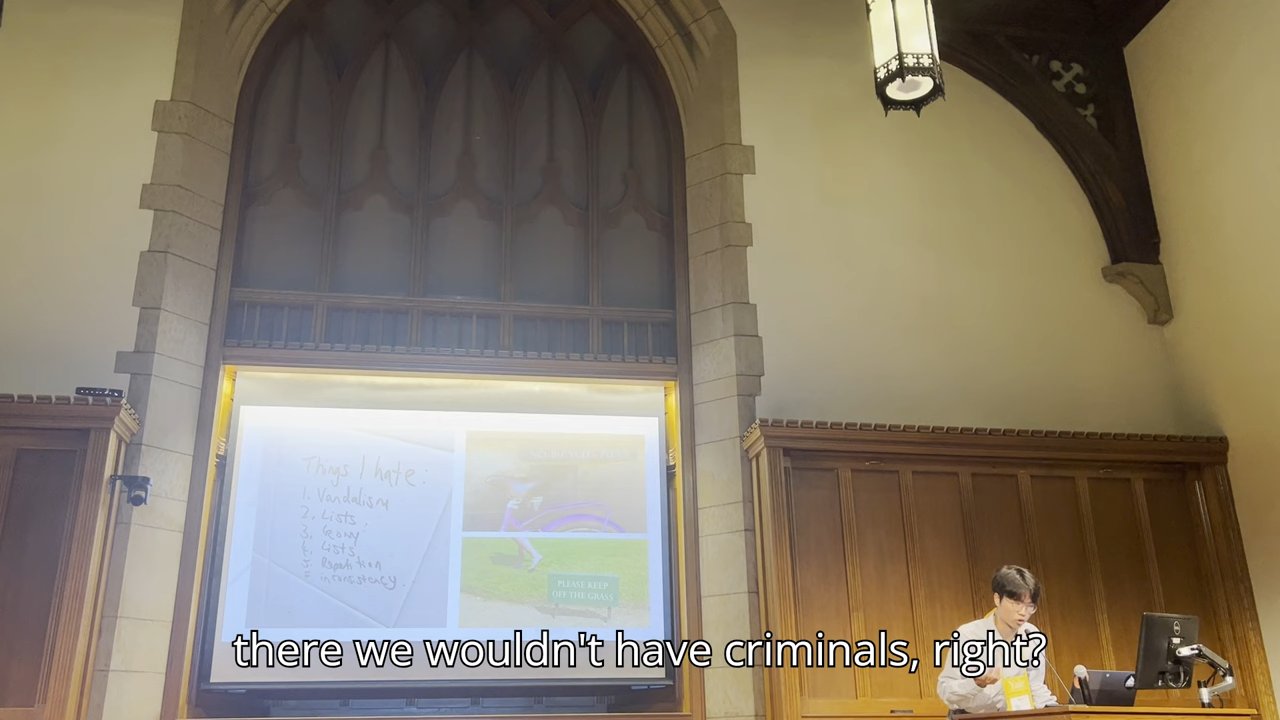 Things I hate:
1. Vandalism
2. Lists
3. Irony
4. Lists
5. Repetition
inconsistency.
PLEASE KEEP
OFF THE GRASS
there we wouldn't have criminals, right?